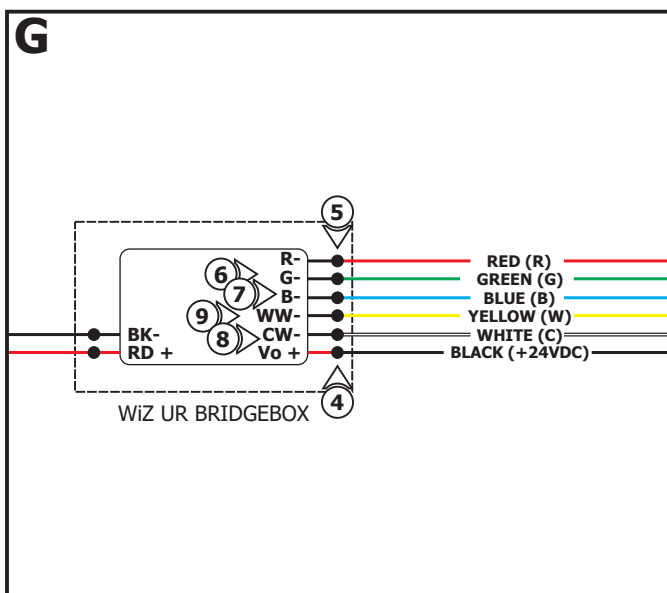 G
5
R- RED (R)
6 G- GREEN (G)
7 B- BLUE (B)
9 WW- YELLOW (W)
BK- 8 CW- WHITE (C)
RD + Vo + BLACK (+24VDC)
WiZ UR BRIDGEBOX 4